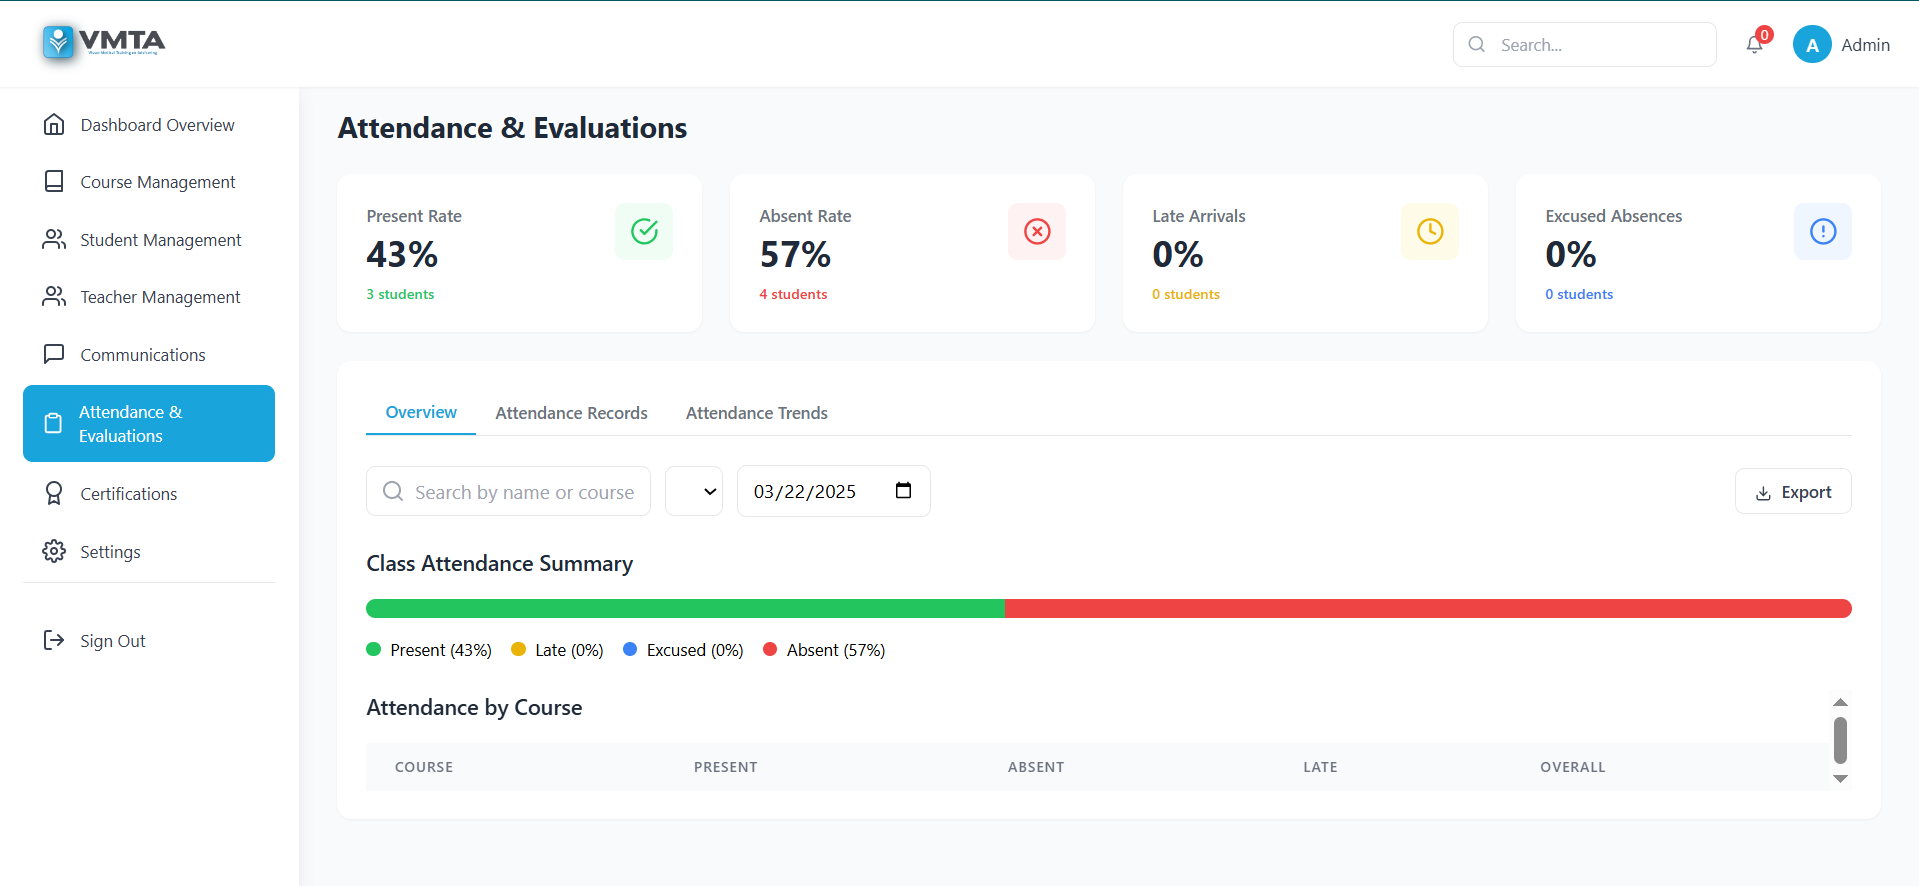 VMTA
Search...
0
A
Admin
Dashboard Overview
Course Management
Student Management
Teacher Management
Communications
Attendance &
Evaluations
Certifications
Settings
Sign Out
Attendance & Evaluations
Present Rate
43%
3 students
Absent Rate
57%
4 students
Late Arrivals
0%
0 students
Excused Absences
0%
0 students
Overview
Attendance Records
Attendance Trends
Search by name or course
03/22/2025
Export
Class Attendance Summary
Present (43%)
Late (0%)
Excused (0%)
Absent (57%)
Attendance by Course
COURSE
PRESENT
ABSENT
LATE
OVERALL